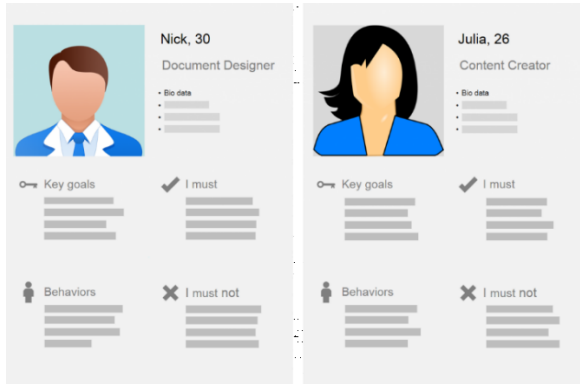 Nick, 30
Document Designer
• Bio data
Key goals
I must
Behaviors
I must not
Julia, 26
Content Creator
• Bio data
Key goals
I must
Behaviors
I must not